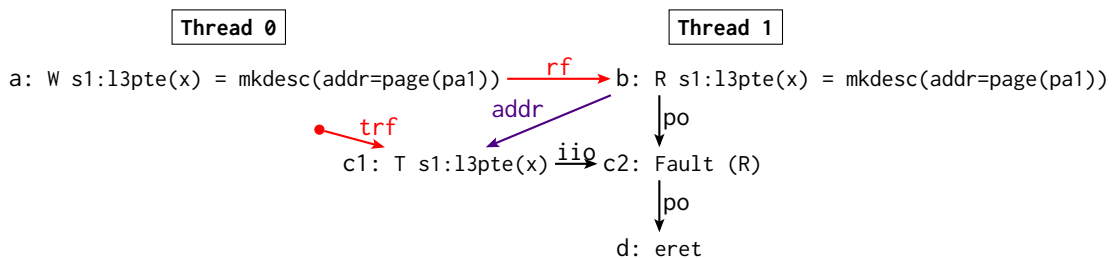 Thread 0
Thread 1
a: W s1:l3pte(x) = mkdesc(addr=page(pa1))
rf
b: R s1:l3pte(x) = mkdesc(addr=page(pa1))
addr
po
trf
c1: T s1:l3pte(x)
iio
c2: Fault (R)
po
d: eret